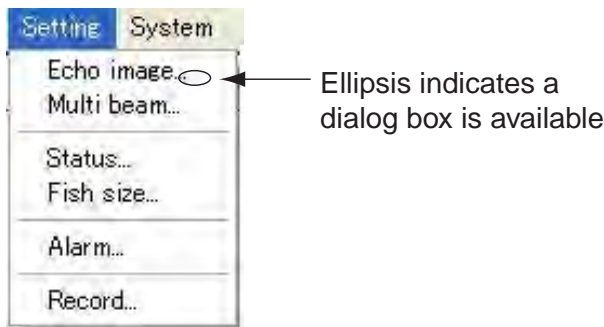 Setting System
Echo image...
Multi beam...
Status...
Fish size...
Alarm...
Record...
Ellipsis indicates a
dialog box is available